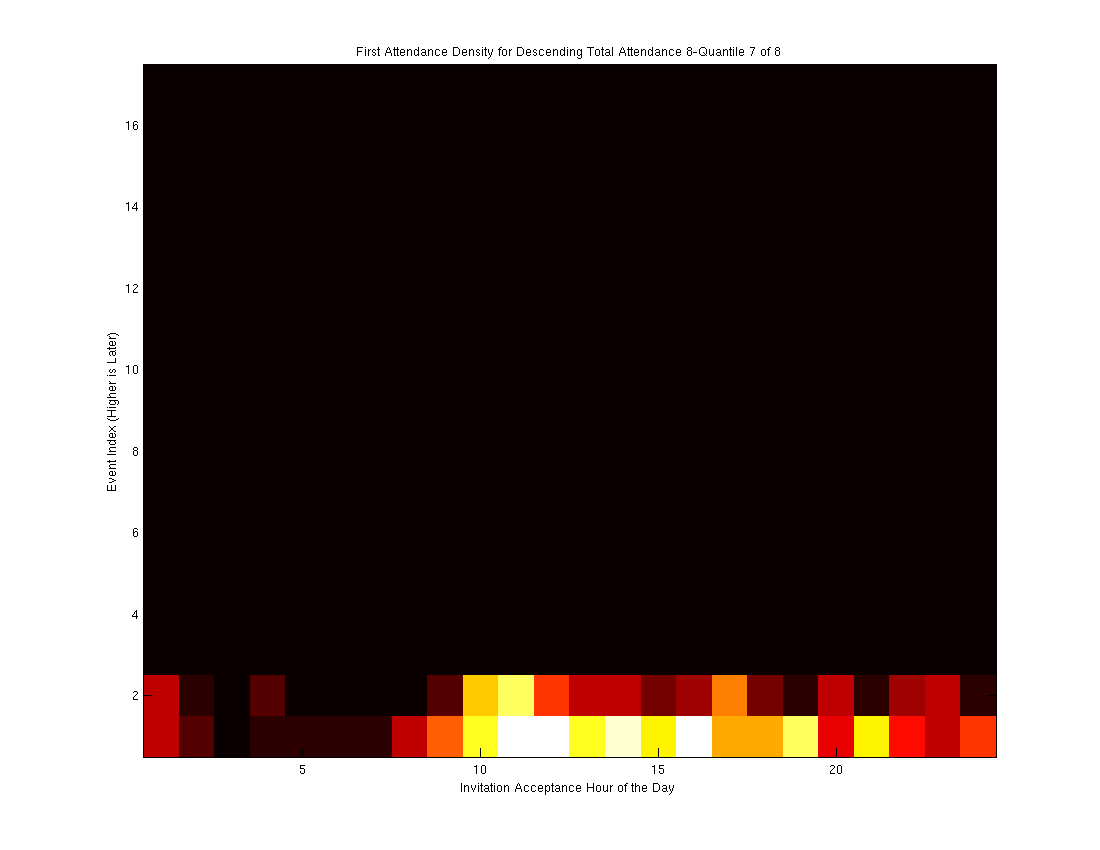 First Attendance Density for Descending Total Attendance 8-Quantile 7 of 8
16
14
12
10
8
6
4
2
Event Index (Higher is Later)
5 10 15 20
Invitation Acceptance Hour of the Day